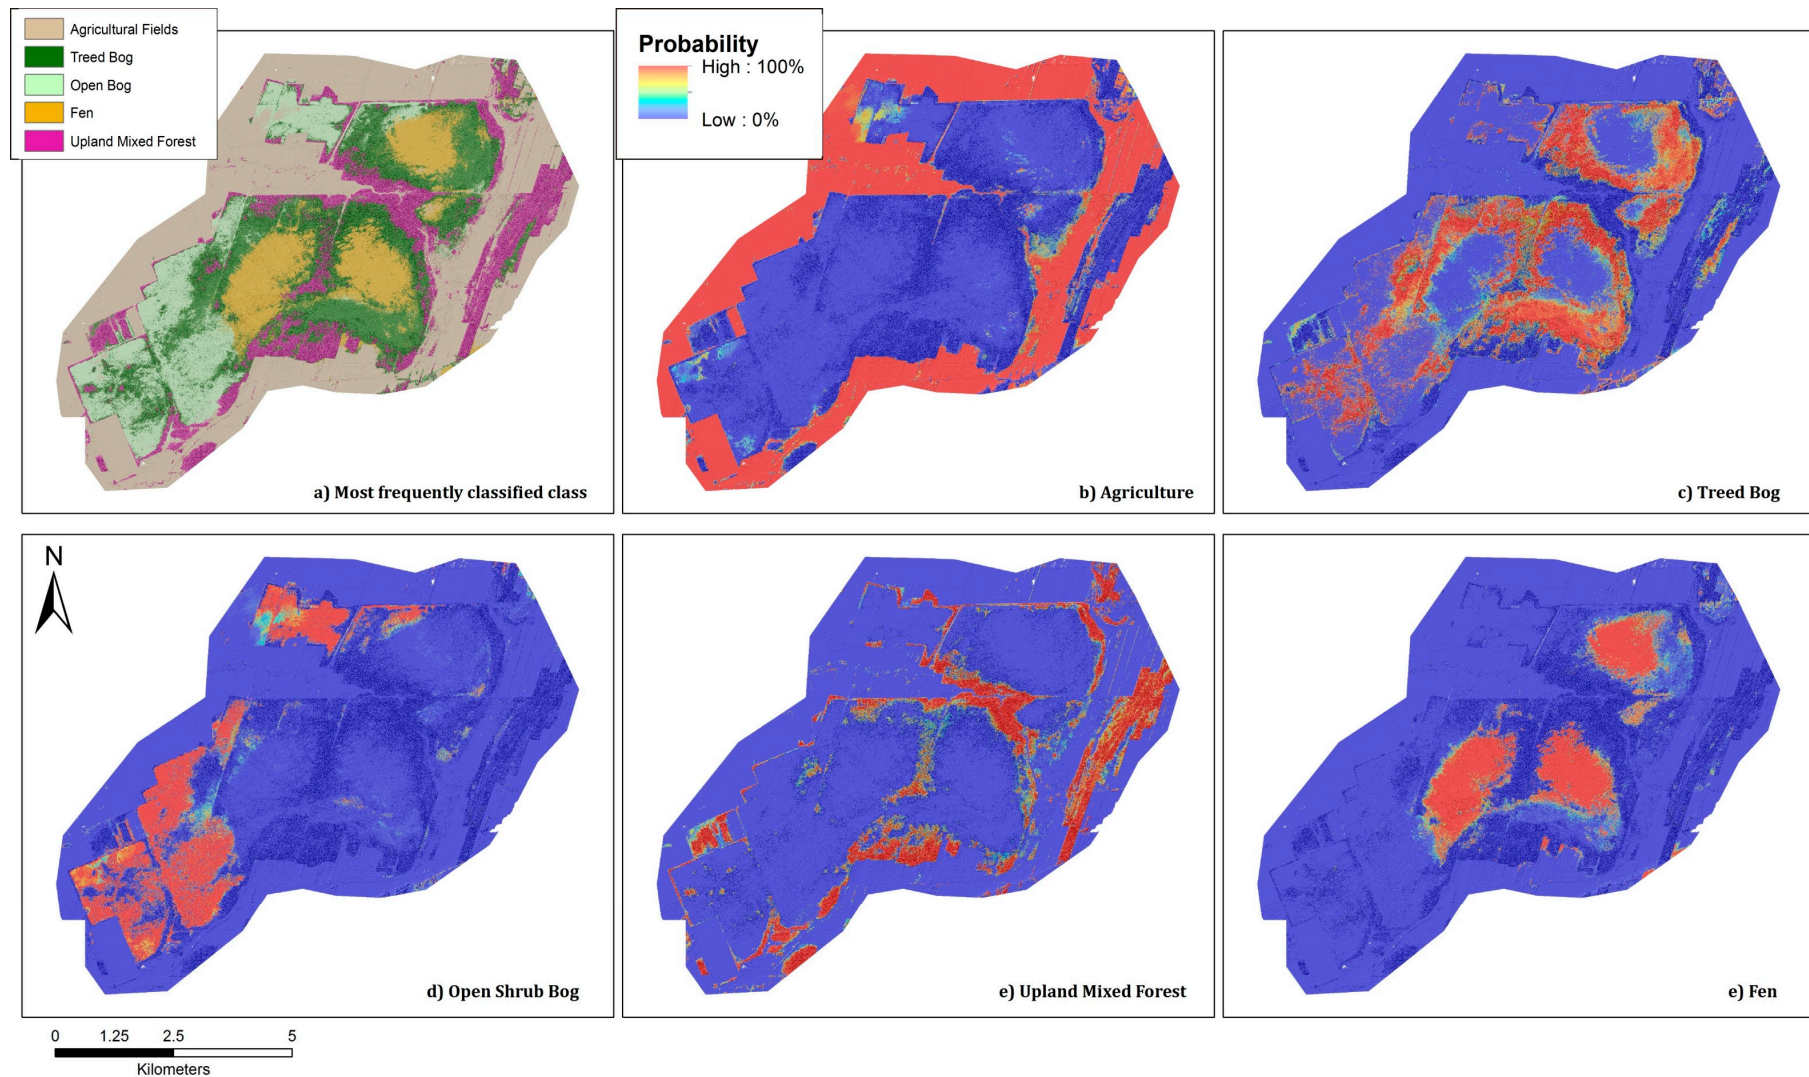 Agricultural Fields
Treed Bog
Open Bog
Fen
Upland Mixed Forest
Probability
High : 100%
Low : 0%
a) Most frequently classified class
b) Agriculture
c) Treed Bog
N
d) Open Shrub Bog
e) Upland Mixed Forest
e) Fen
0 1.25 2.5 5
Kilometers